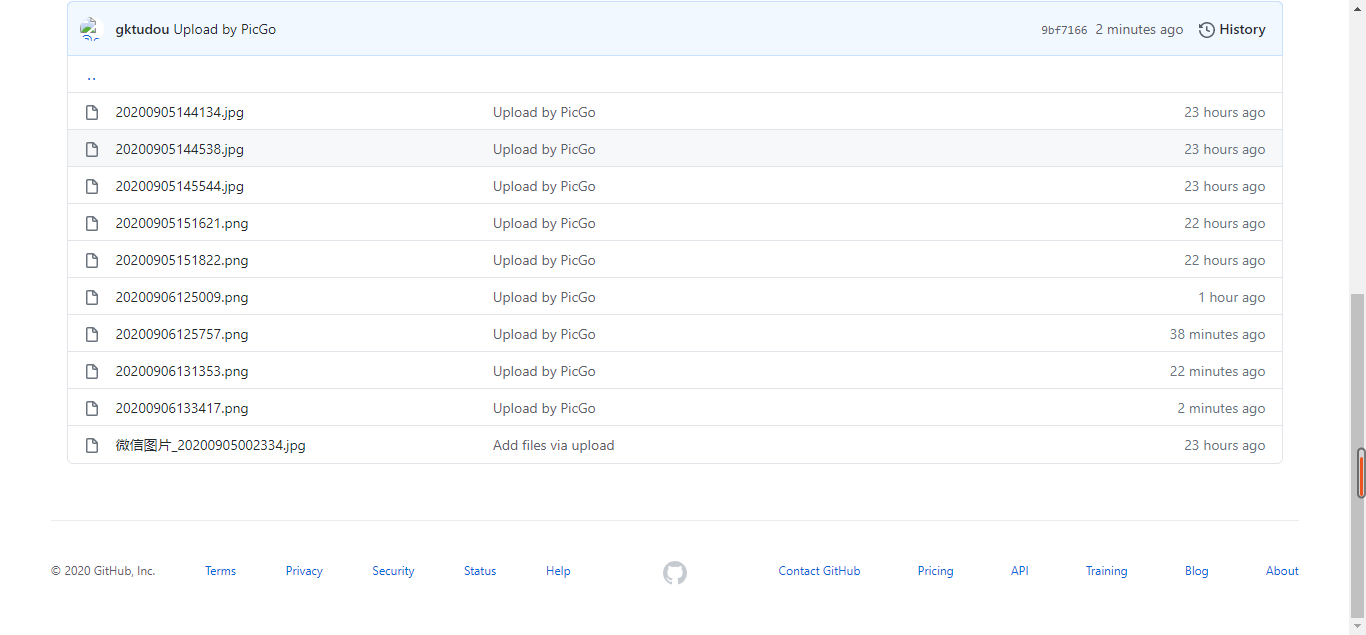 gktudou Upload by PicGo 9bf7166 2 minutes ago History
..
20200905144134.jpg Upload by PicGo 23 hours ago
20200905144538.jpg Upload by PicGo 23 hours ago
20200905145544.jpg Upload by PicGo 23 hours ago
20200905151621.png Upload by PicGo 22 hours ago
20200905151822.png Upload by PicGo 22 hours ago
20200906125009.png Upload by PicGo 1 hour ago
20200906125757.png Upload by PicGo 38 minutes ago
20200906131353.png Upload by PicGo 22 minutes ago
20200906133417.png Upload by PicGo 2 minutes ago
微信图片_20200905002334.jpg Add files via upload 23 hours ago
© 2020 GitHub, Inc. Terms Privacy Security Status Help Contact GitHub Pricing API Training Blog About